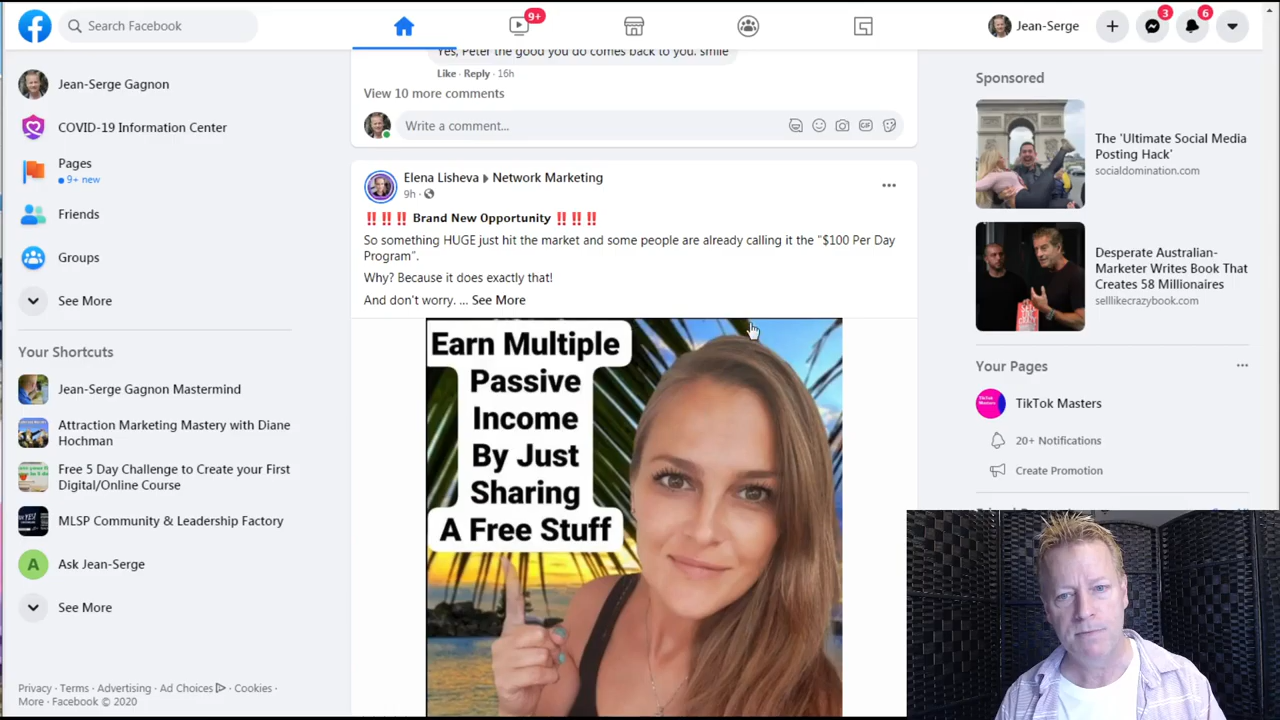 Search Facebook
9+
Jean-Serge
3
6
Jean-Serge Gagnon
COVID-19 Information Center
Pages
9+ new
Friends
Groups
See More
Your Shortcuts
Jean-Serge Gagnon Mastermind
Attraction Marketing Mastery with Diane
Hochman
Free 5 Day Challenge to Create your First
Digital/Online Course
MLSP Community & Leadership Factory
A
Ask Jean-Serge
See More
Privacy · Terms · Advertising · Ad Choices · Cookies ·
More · Facebook © 2020
Yes, Peter the good you do comes back to you. smile
Like · Reply · 16h
View 10 more comments
Write a comment...
GIF
Elena Lisheva Network Marketing
9h ·
‼️ ‼️ ‼️ Brand New Opportunity ‼️ ‼️ ‼️
So something HUGE just hit the market and some people are already calling it the "$100 Per Day
Program".
Why? Because it does exactly that!
And don't worry. ... See More
Earn Multiple
Passive
Income
By Just
Sharing
A Free Stuff
Sponsored
The 'Ultimate Social Media
Posting Hack'
socialdomination.com
Desperate Australian-
Marketer Writes Book That
Creates 58 Millionaires
selllikecrazybook.com
Your Pages
TikTok Masters
20+ Notifications
Create Promotion